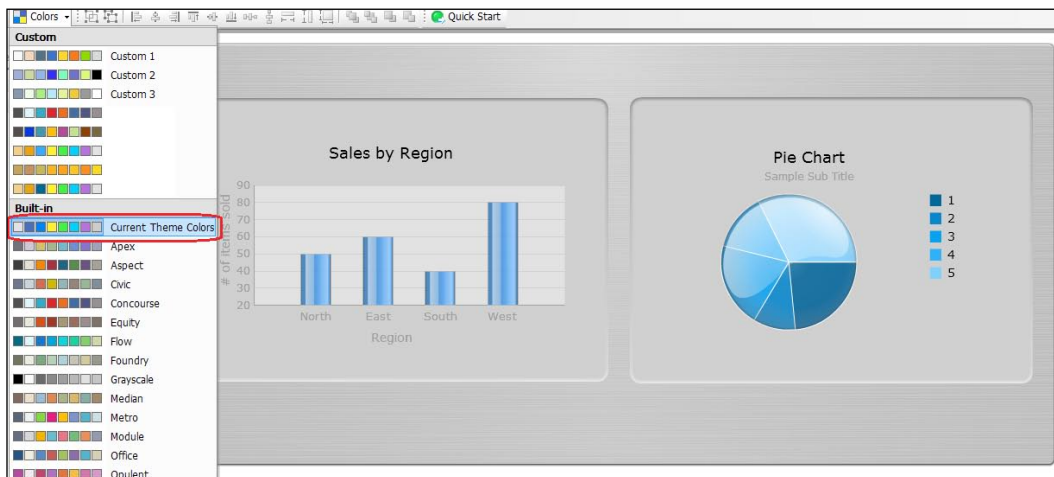 Colors
Quick Start
Custom
Custom 1
Custom 2
Custom 3
Built-in
Current Theme Colors
Apex
Aspect
Civic
Concourse
Equity
Flow
Foundry
Grayscale
Median
Metro
Module
Office
Opulent
Sales by Region
# of items sold
90
80
70
60
50
40
30
20
North East South West
Region
Pie Chart
Sample Sub Title
1
2
3
4
5